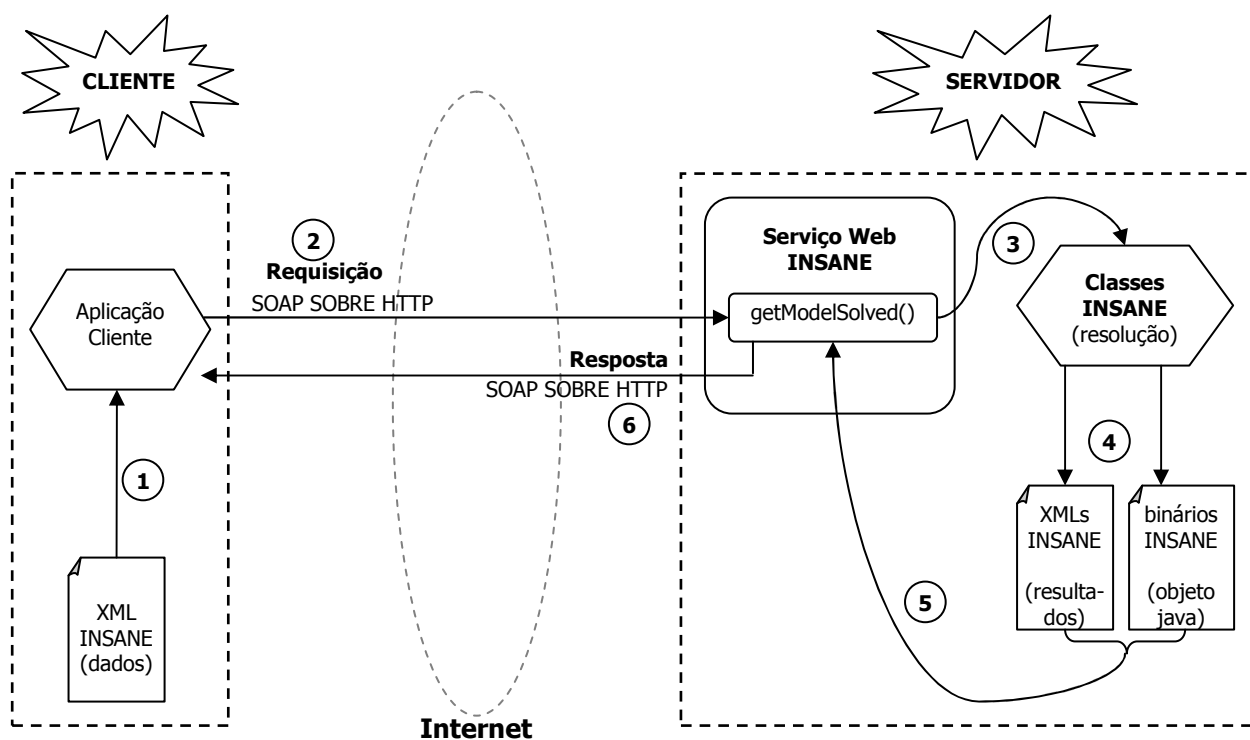 CLIENTE
SERVIDOR
2
Requisição
SOAP SOBRE HTTP
Aplicação
Cliente
Serviço Web
INSANE
getModelSolved()
3
Classes
INSANE
(resolução)
Resposta
SOAP SOBRE HTTP
6
1
4
XML
INSANE
(dados)
XMLs
INSANE
(resulta-
dos)
binários
INSANE
(objeto
java)
5
Internet